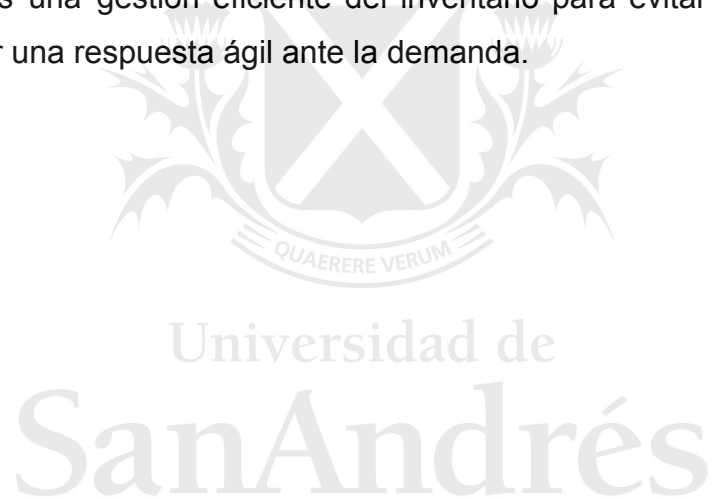 s una gestión eficiente del inventario para evitar
r una respuesta ágil ante la demanda.
QUAERERE VERUM
Universidad de
SanAndrés